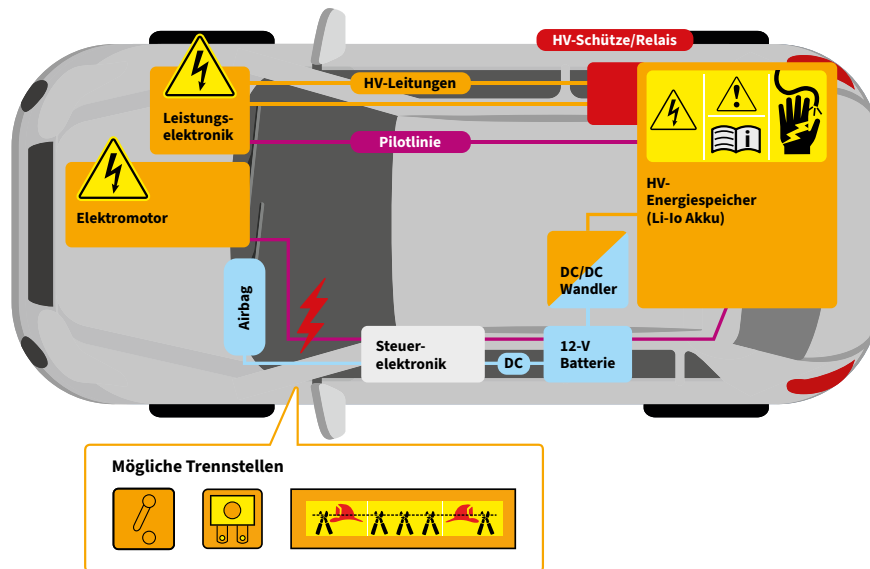 HV-Schütze/Relais
HV-Leitungen
Leistungs-
elektronik
Pilotlinie
i
HV-
Energiespeicher
(Li-Io Akku)
Elektromotor
DC/DC
Wandler
Airbag
Steuer-
elektronik
DC
12-V
Batterie
Mögliche Trennstellen